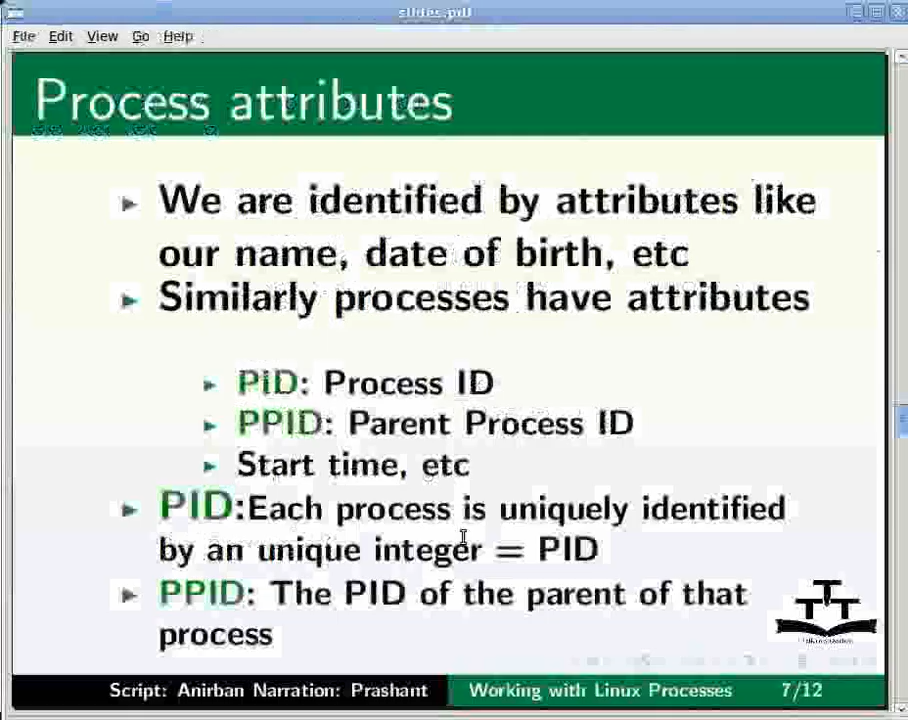 slides.pdf
File Edit View Go Help
Process attributes
We are identified by attributes like
our name, date of birth, etc
Similarly processes have attributes
PID: Process ID
PPID: Parent Process ID
Start time, etc
PID:Each process is uniquely identified
by an unique integer = PID
PPID: The PID of the parent of that
process
Script: Anirban Narration: Prashant Working with Linux Processes 7/12